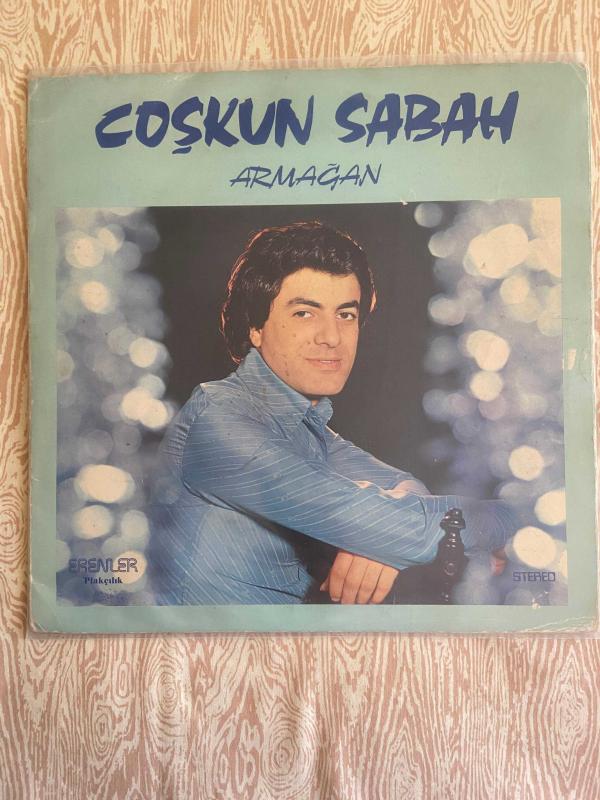 COŞKUN SABAH
ARMAĞAN
ERENLER
Plakçılık
STEREO